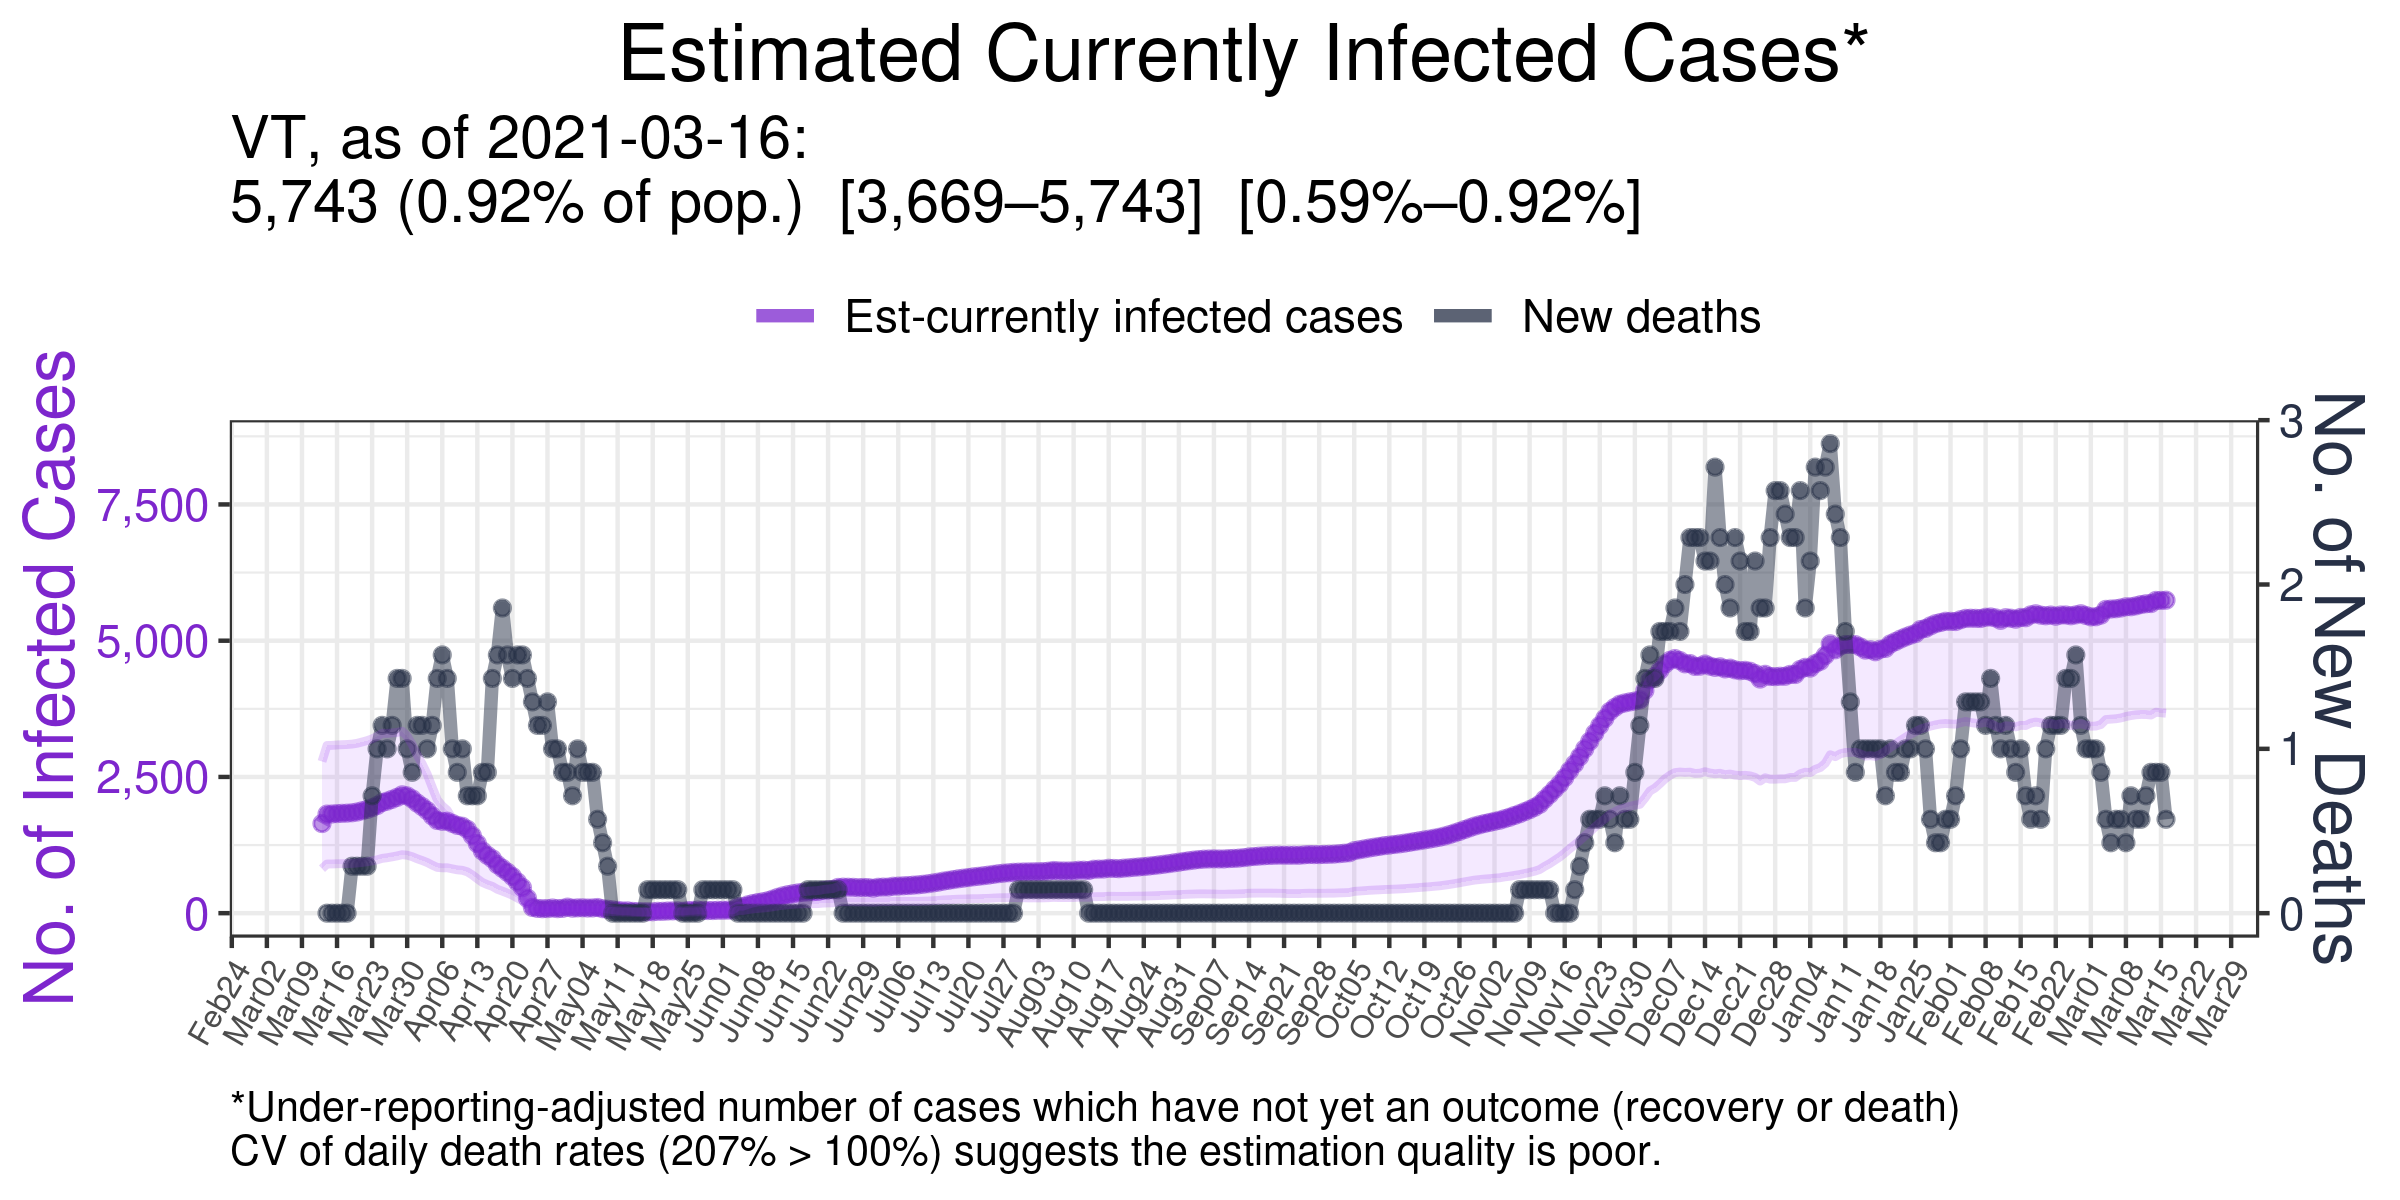 Estimated Currently Infected Cases*
VT, as of 2021-03-16:
5,743 (0.92% of pop.)  [3,669–5,743]  [0.59%–0.92%]
Est-currently infected cases
New deaths
No. of Infected Cases
7,500
5,000
2,500
0
3
2
1
0
No. of New Deaths
Feb24
Mar02
Mar09
Mar16
Mar23
Mar30
Apr06
Apr13
Apr20
Apr27
May04
May11
May18
May25
Jun01
Jun08
Jun15
Jun22
Jun29
Jul06
Jul13
Jul20
Jul27
Aug03
Aug10
Aug17
Aug24
Aug31
Sep07
Sep14
Sep21
Sep28
Oct05
Oct12
Oct19
Oct26
Nov02
Nov09
Nov16
Nov23
Nov30
Dec07
Dec14
Dec21
Dec28
Jan04
Jan11
Jan18
Jan25
Feb01
Feb08
Feb15
Feb22
Mar01
Mar08
Mar15
Mar22
Mar29
*Under-reporting-adjusted number of cases which have not yet an outcome (recovery or death)
CV of daily death rates (207% > 100%) suggests the estimation quality is poor.